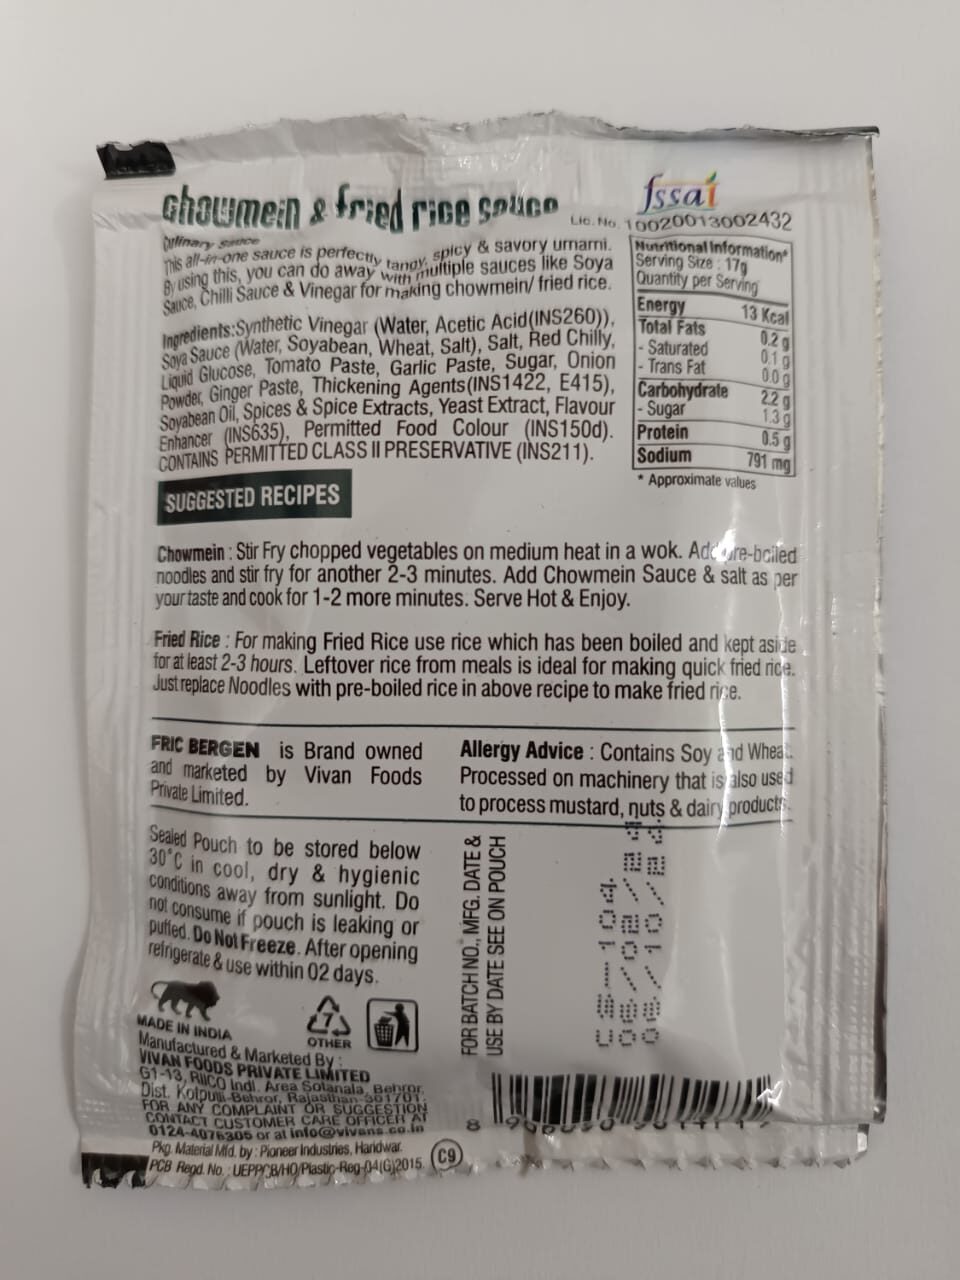 chowmein & fried rice sauce
fssai
Lic. No. 10020013002432
Culinary Sauce
This all-in-one sauce is perfectly tangy, spicy & savory umami.
By using this, you can do away with multiple sauces like Soya
Sauce, Chilli Sauce & Vinegar for making chowmein/ fried rice.
Ingredients:Synthetic Vinegar (Water, Acetic Acid(INS260)),
Soya Sauce (Water, Soyabean, Wheat, Salt), Salt, Red Chilly,
Liquid Glucose, Tomato Paste, Garlic Paste, Sugar, Onion
Powder, Ginger Paste, Thickening Agents(INS1422, E415),
Soyabean Oil, Spices & Spice Extracts, Yeast Extract, Flavour
Enhancer (INS635), Permitted Food Colour (INS150d).
CONTAINS PERMITTED CLASS II PRESERVATIVE (INS211).
Nutritional Information*
Serving Size : 17g
Quantity per Serving
Energy 13 Kcal
Total Fats 0.2 g
- Saturated 0.1 g
- Trans Fat 0.0 g
Carbohydrate 2.2 g
- Sugar 1.3 g
Protein 0.5 g
Sodium 791 mg
* Approximate values
SUGGESTED RECIPES
Chowmein : Stir Fry chopped vegetables on medium heat in a wok. Add pre-boiled
noodles and stir fry for another 2-3 minutes. Add Chowmein Sauce & salt as per
your taste and cook for 1-2 more minutes. Serve Hot & Enjoy.
Fried Rice : For making Fried Rice use rice which has been boiled and kept aside
for at least 2-3 hours. Leftover rice from meals is ideal for making quick fried rice.
Just replace Noodles with pre-boiled rice in above recipe to make fried rice.
FRIC BERGEN is Brand owned
and marketed by Vivan Foods
Private Limited.
Allergy Advice : Contains Soy and Wheat.
Processed on machinery that is also used
to process mustard, nuts & dairy products.
Sealed Pouch to be stored below
30°C in cool, dry & hygienic
conditions away from sunlight. Do
not consume if pouch is leaking or
puffed. Do Not Freeze. After opening
refrigerate & use within 02 days.
FOR BATCH NO., MFG. DATE &
USE BY DATE SEE ON POUCH
MADE IN INDIA
7
OTHER
Manufactured & Marketed By :
VIVAN FOODS PRIVATE LIMITED
G1-13, RIICO Indl. Area Sotanala, Behror,
Dist. Kotputli-Behror, Rajasthan-301701.
FOR ANY COMPLAINT OR SUGGESTION
CONTACT CUSTOMER CARE OFFICER AT
0124-4076305 or at info@vivans.co.in
Pkg. Material Mfd. by : Pioneer Industries, Haridwar.
PCB Regd. No. : UEPPCB/HO/Plastic-Reg-04(G)2015
C9